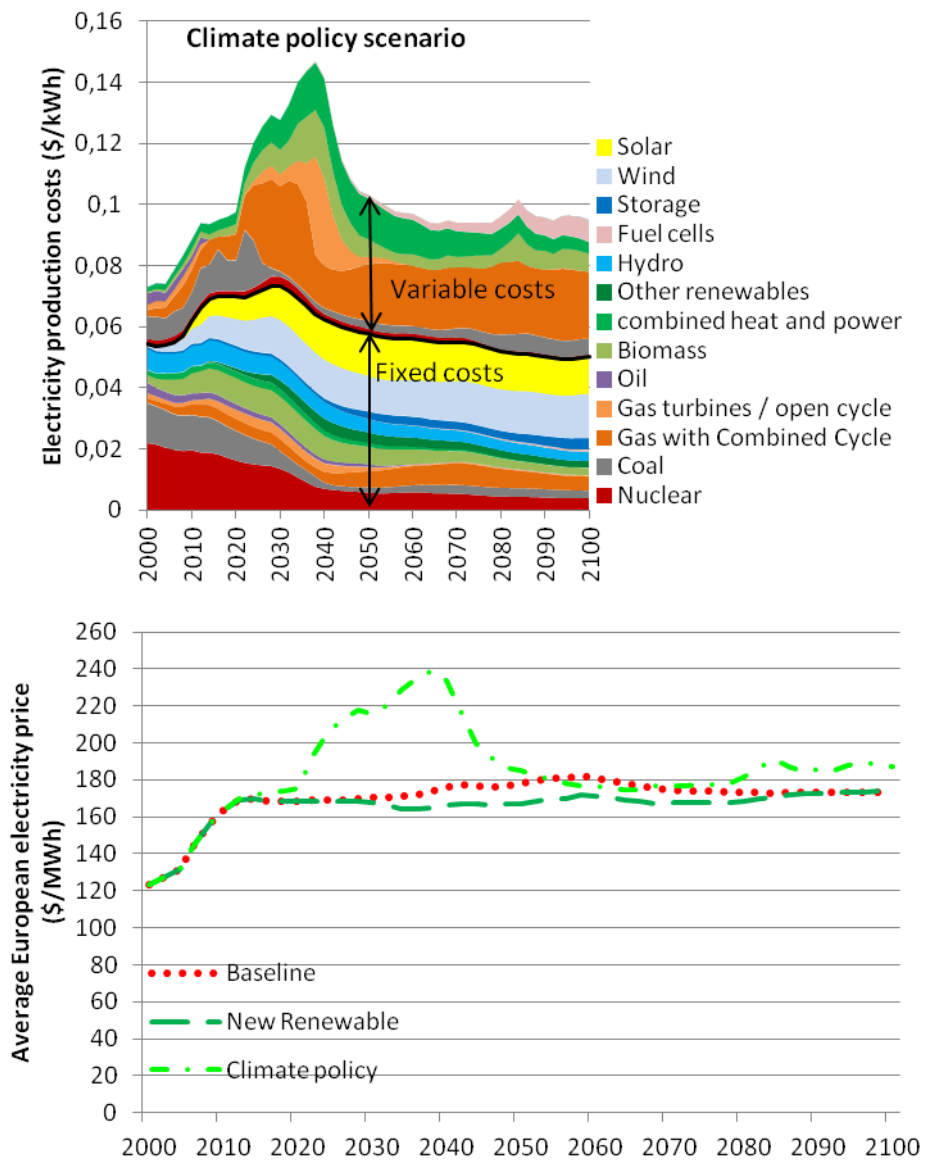 Climate policy scenario
Electricity production costs ($/kWh)
0,16
0,14
0,12
0,1
0,08
0,06
0,04
0,02
0
Variable costs
Fixed costs
2000
2010
2020
2030
2040
2050
2060
2070
2080
2090
2100
Solar
Wind
Storage
Fuel cells
Hydro
Other renewables
combined heat and power
Biomass
Oil
Gas turbines / open cycle
Gas with Combined Cycle
Coal
Nuclear
Average European electricity price
($/MWh)
260
240
220
200
180
160
140
120
100
80
60
40
20
0
Baseline
New Renewable
Climate policy
2000 2010 2020 2030 2040 2050 2060 2070 2080 2090 2100